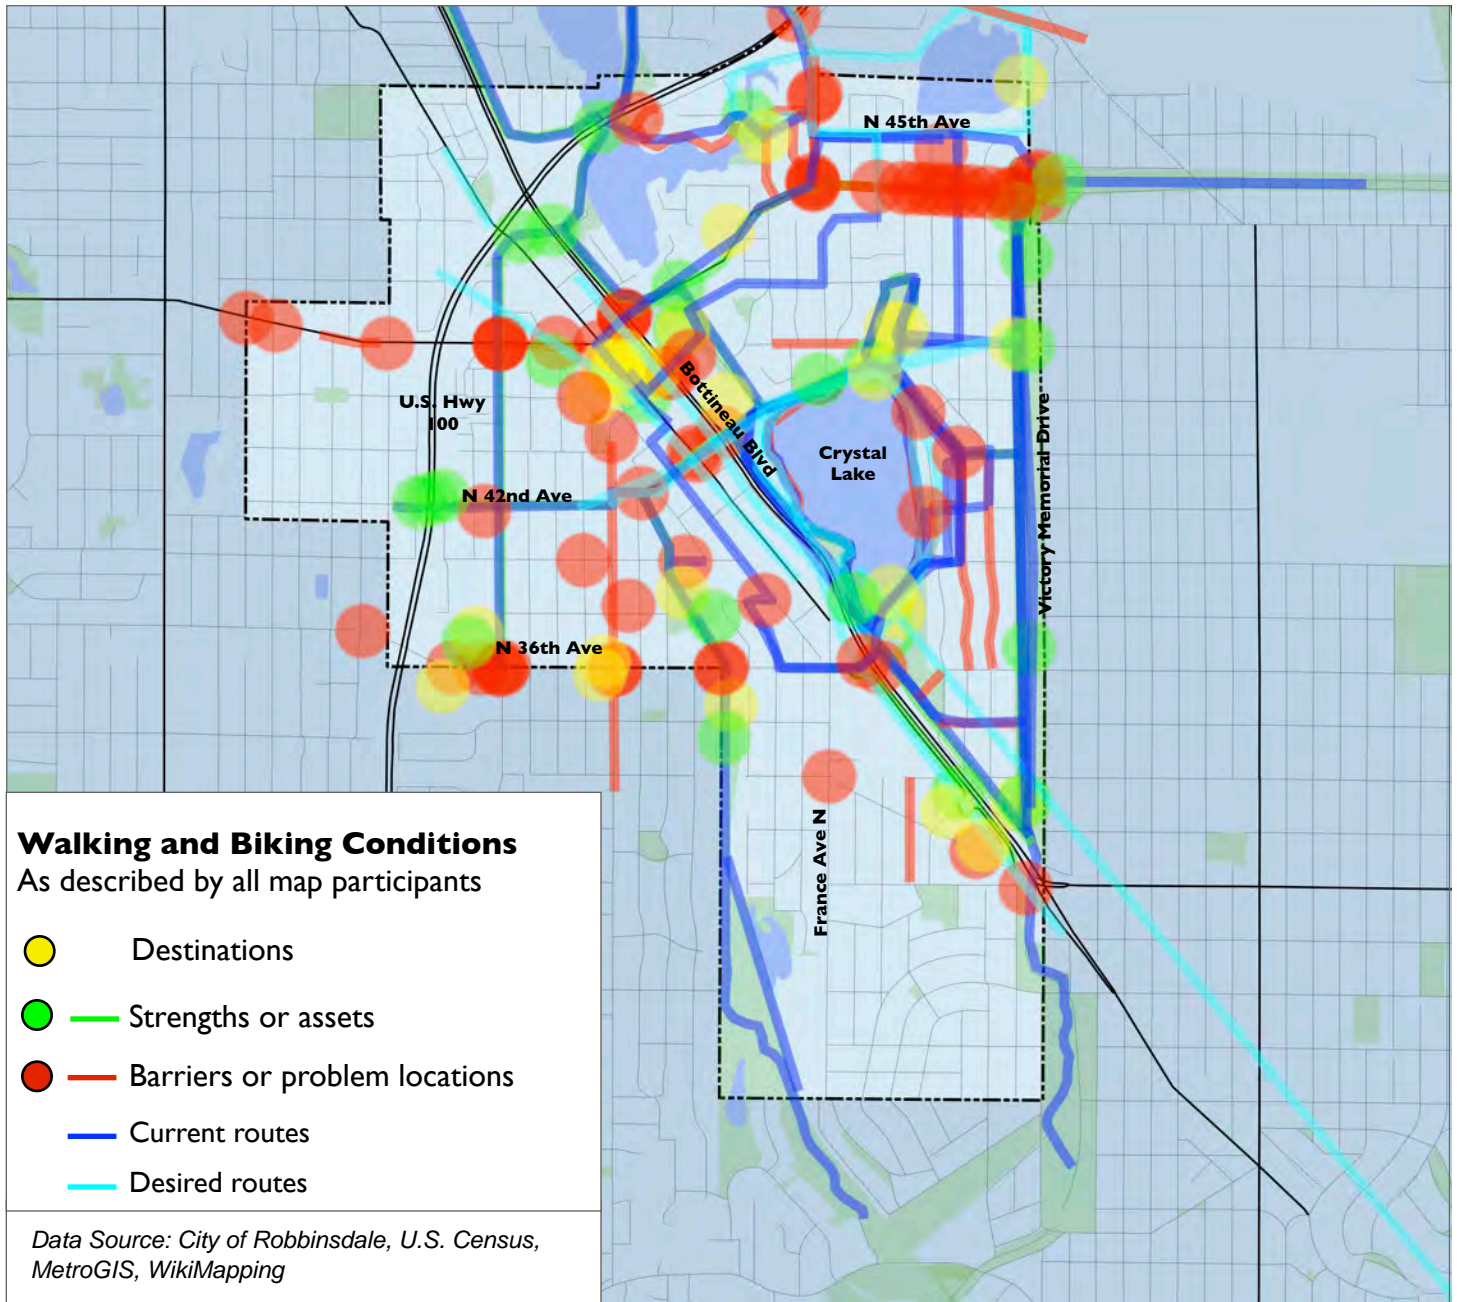 N 45th Ave
U.S. Hwy
100
Bottineau Blvd
Crystal
Lake
N 42nd Ave
Victory Memorial Drive
N 36th Ave
France Ave N
Walking and Biking Conditions
As described by all map participants
Destinations
Strengths or assets
Barriers or problem locations
Current routes
Desired routes
Data Source: City of Robbinsdale, U.S. Census,
MetroGIS, WikiMapping